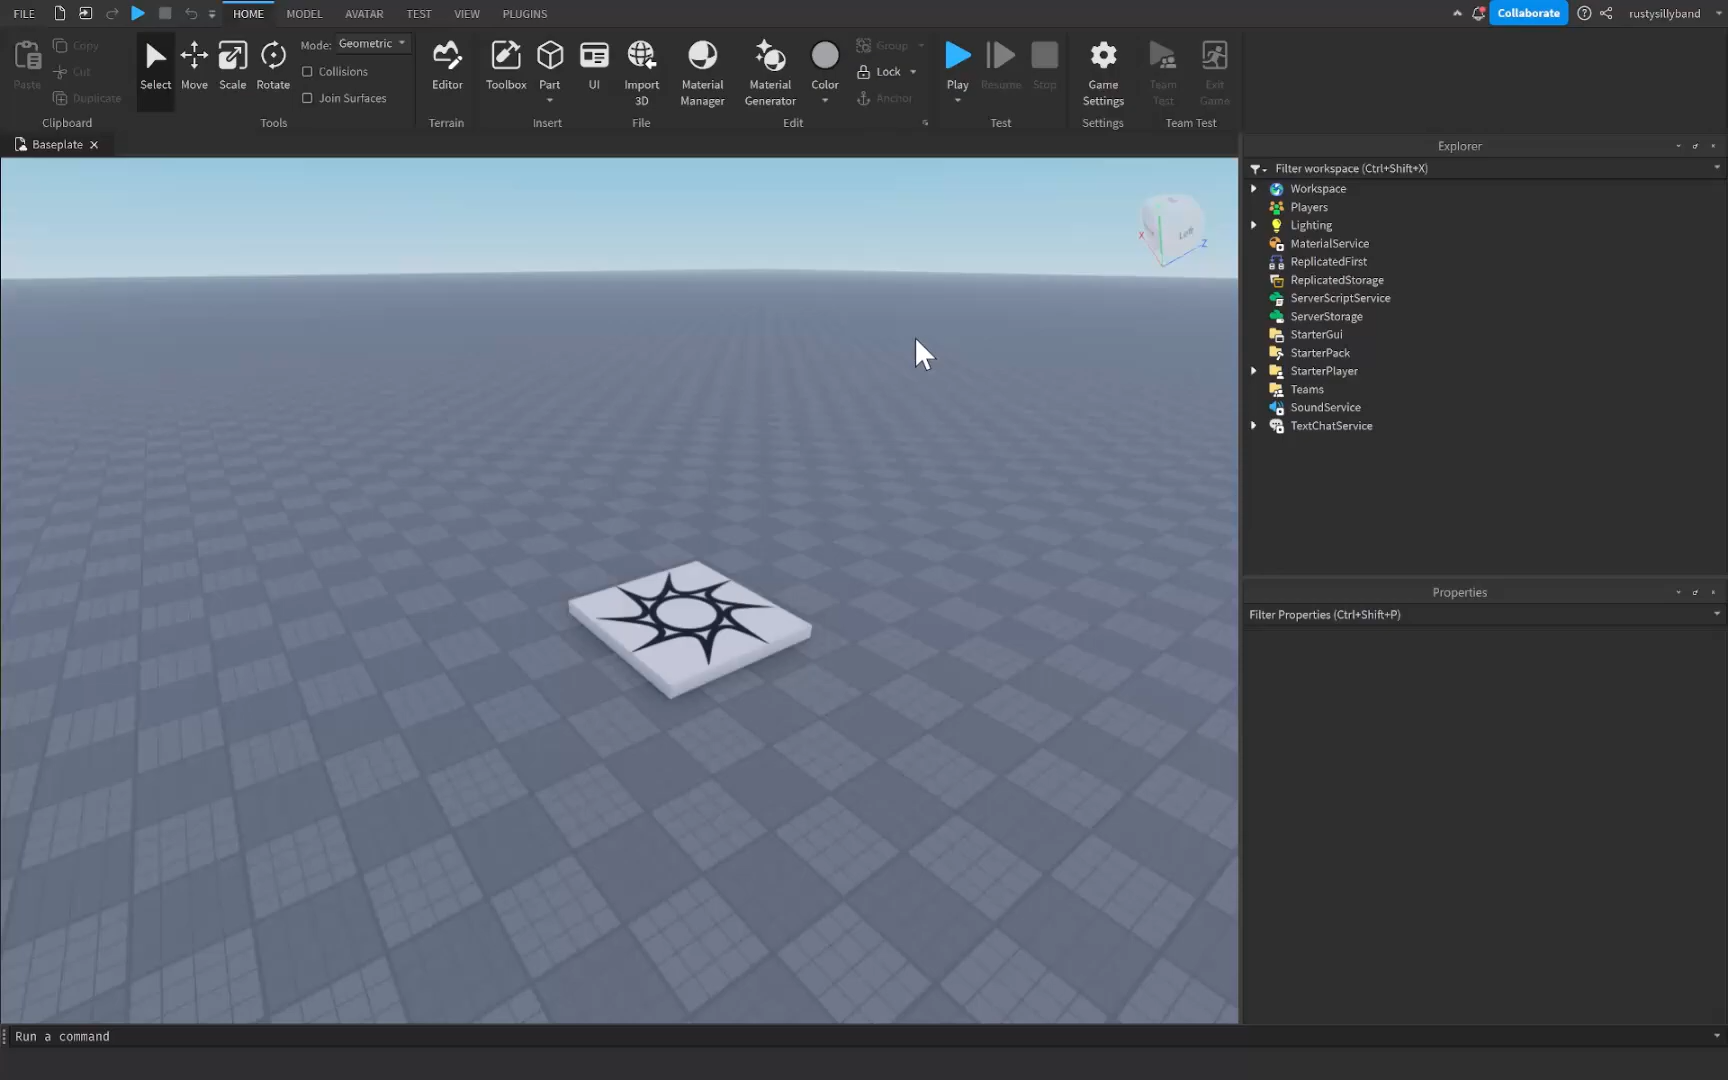 FILE HOME MODEL AVATAR TEST VIEW PLUGINS Collaborate rustysillyband
Paste Copy Cut Duplicate
Clipboard
Select Move Scale Rotate
Mode: Geometric
Collisions
Join Surfaces
Tools
Editor
Terrain
Toolbox Part UI
Insert
Import 3D
File
Material Manager Material Generator Color Group Lock Anchor
Edit
Play Resume Stop
Test
Game Settings
Settings
Team Test Exit Game
Team Test
Baseplate
Left
X
Z
Explorer
Filter workspace (Ctrl+Shift+X)
Workspace
Players
Lighting
MaterialService
ReplicatedFirst
ReplicatedStorage
ServerScriptService
ServerStorage
StarterGui
StarterPack
StarterPlayer
Teams
SoundService
TextChatService
Properties
Filter Properties (Ctrl+Shift+P)
Run a command